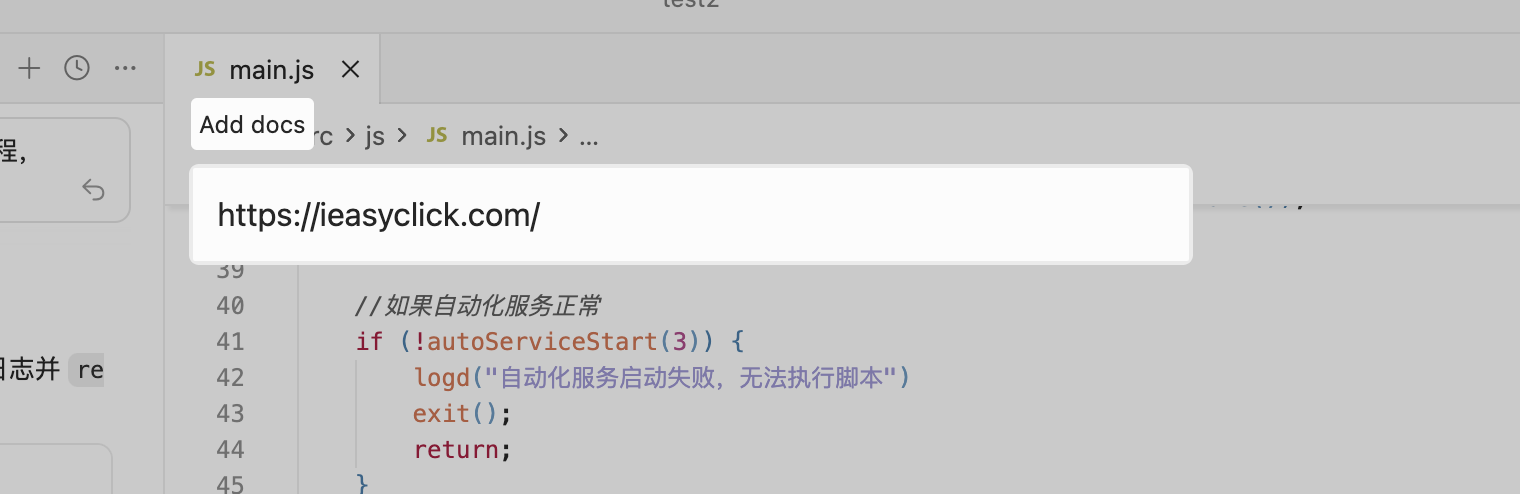 test2
JS main.js
Add docs
rc > js > JS main.js > ...
程,
https://ieasyclick.com/
39
40 //如果自动化服务正常
41 if (!autoServiceStart(3)) {
日志并 re
42 logd("自动化服务启动失败，无法执行脚本")
43 exit();
44 return;
45 }